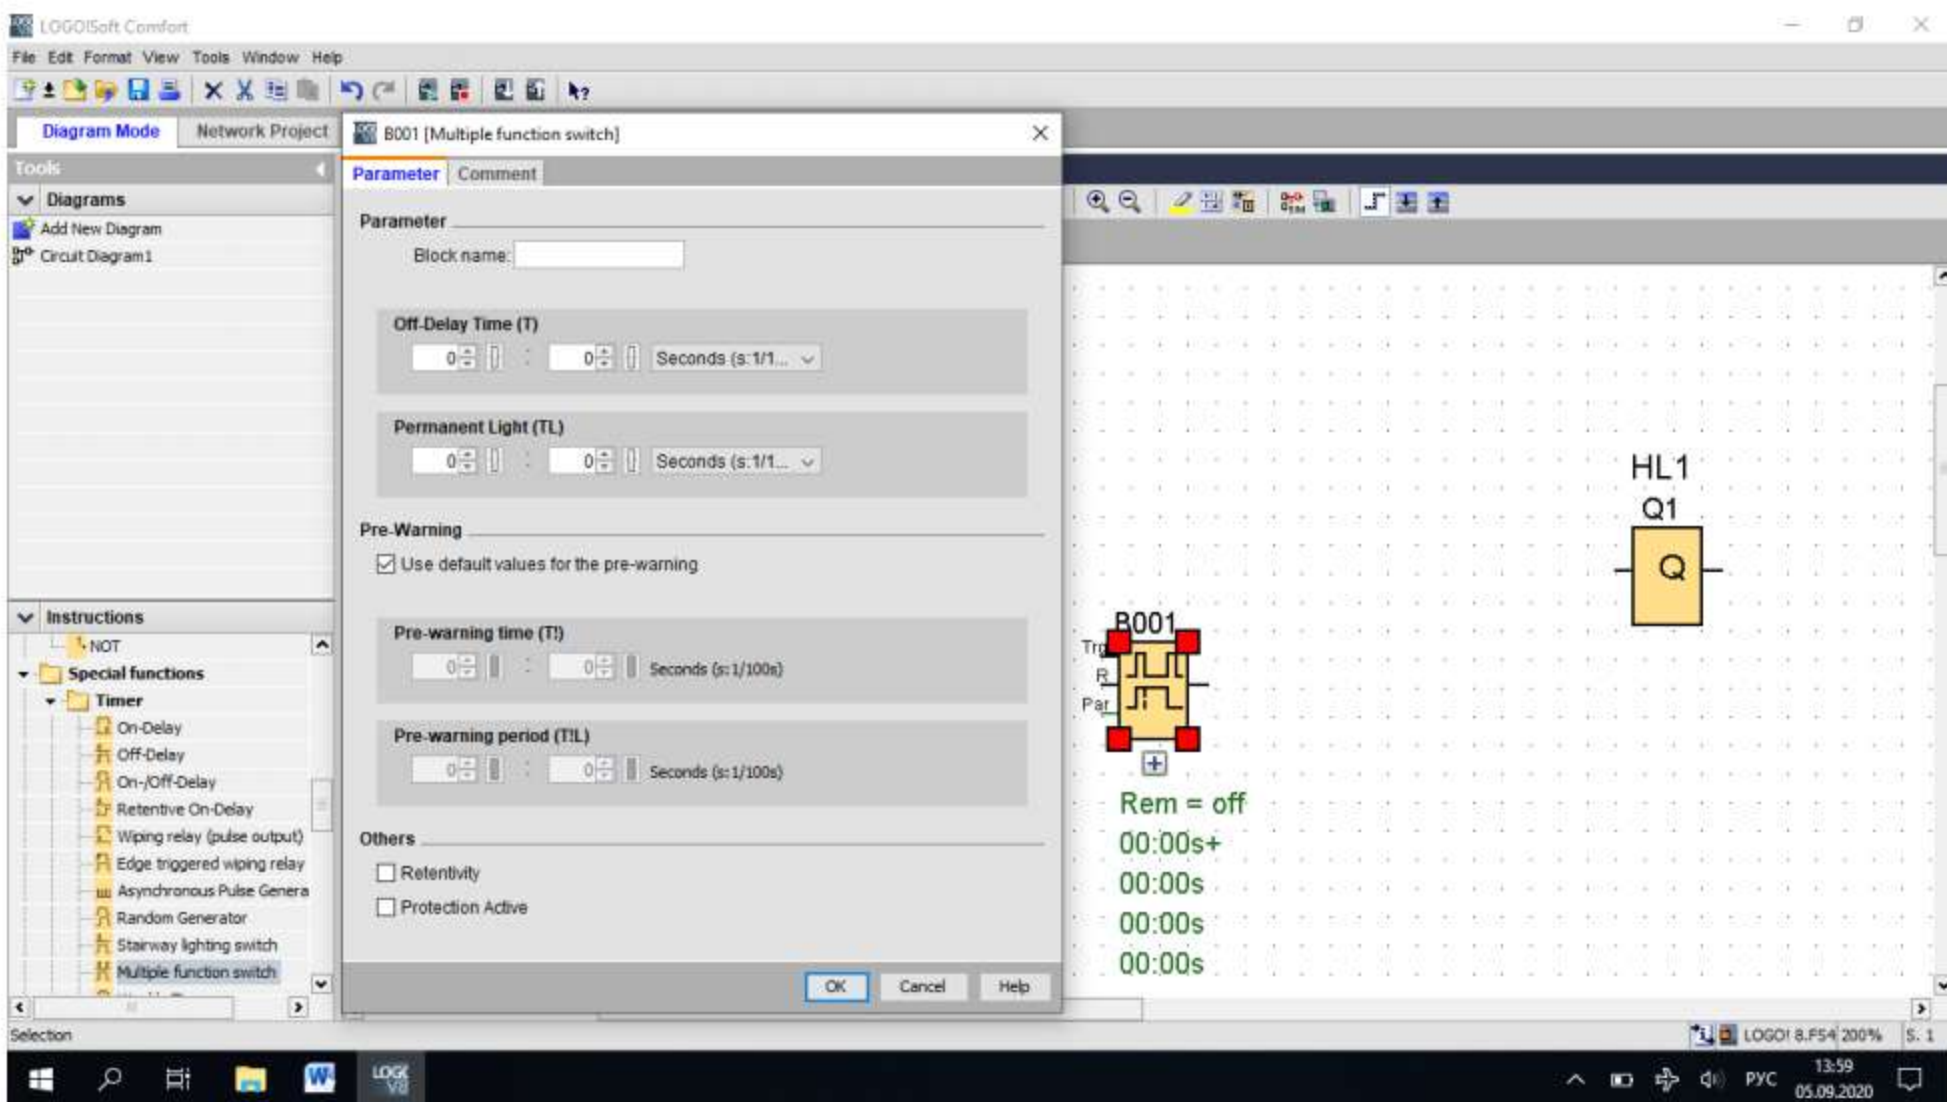 LOGO!Soft Comfort
File Edit Format View Tools Window Help
Diagram Mode Network Project
B001 [Multiple function switch]
Tools
Parameter Comment
Diagrams
Add New Diagram
Circuit Diagram1
Parameter
Block name:
Off-Delay Time (T)
0 : 0 Seconds (s:1/1...
Permanent Light (TL)
0 : 0 Seconds (s:1/1...
Pre-Warning
Use default values for the pre-warning
Pre-warning time (T!)
0 : 0 Seconds (s:1/100s)
Pre-warning period (T!L)
0 : 0 Seconds (s:1/100s)
Others
Retentivity
Protection Active
OK Cancel Help
Instructions
NOT
Special functions
Timer
On-Delay
Off-Delay
On-/Off-Delay
Retentive On-Delay
Wiping relay (pulse output)
Edge triggered wiping relay
Asynchronous Pulse Genera
Random Generator
Stairway lighting switch
Multiple function switch
HL1
Q1
Q
B001
Trg
R
Par
Rem = off
00:00s+
00:00s
00:00s
00:00s
Selection
LOGO! 8.FS4 200% S. 1
W
LOGO
V8
РУС
13:59
05.09.2020